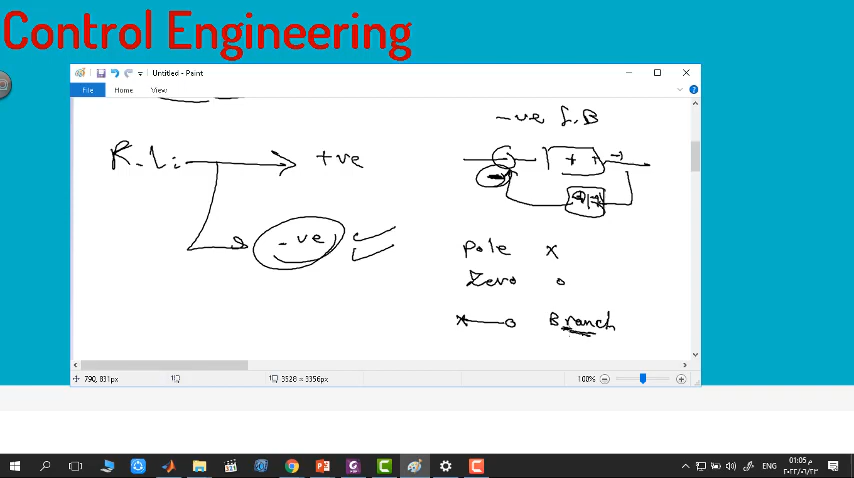 Control Engineering
Untitled - Paint
File Home View
-ve f.B
R.L: +ve
-ve
pole x
Zero o
Branch
790, 831px 3328 × 3356px 100%
ENG م 01:05